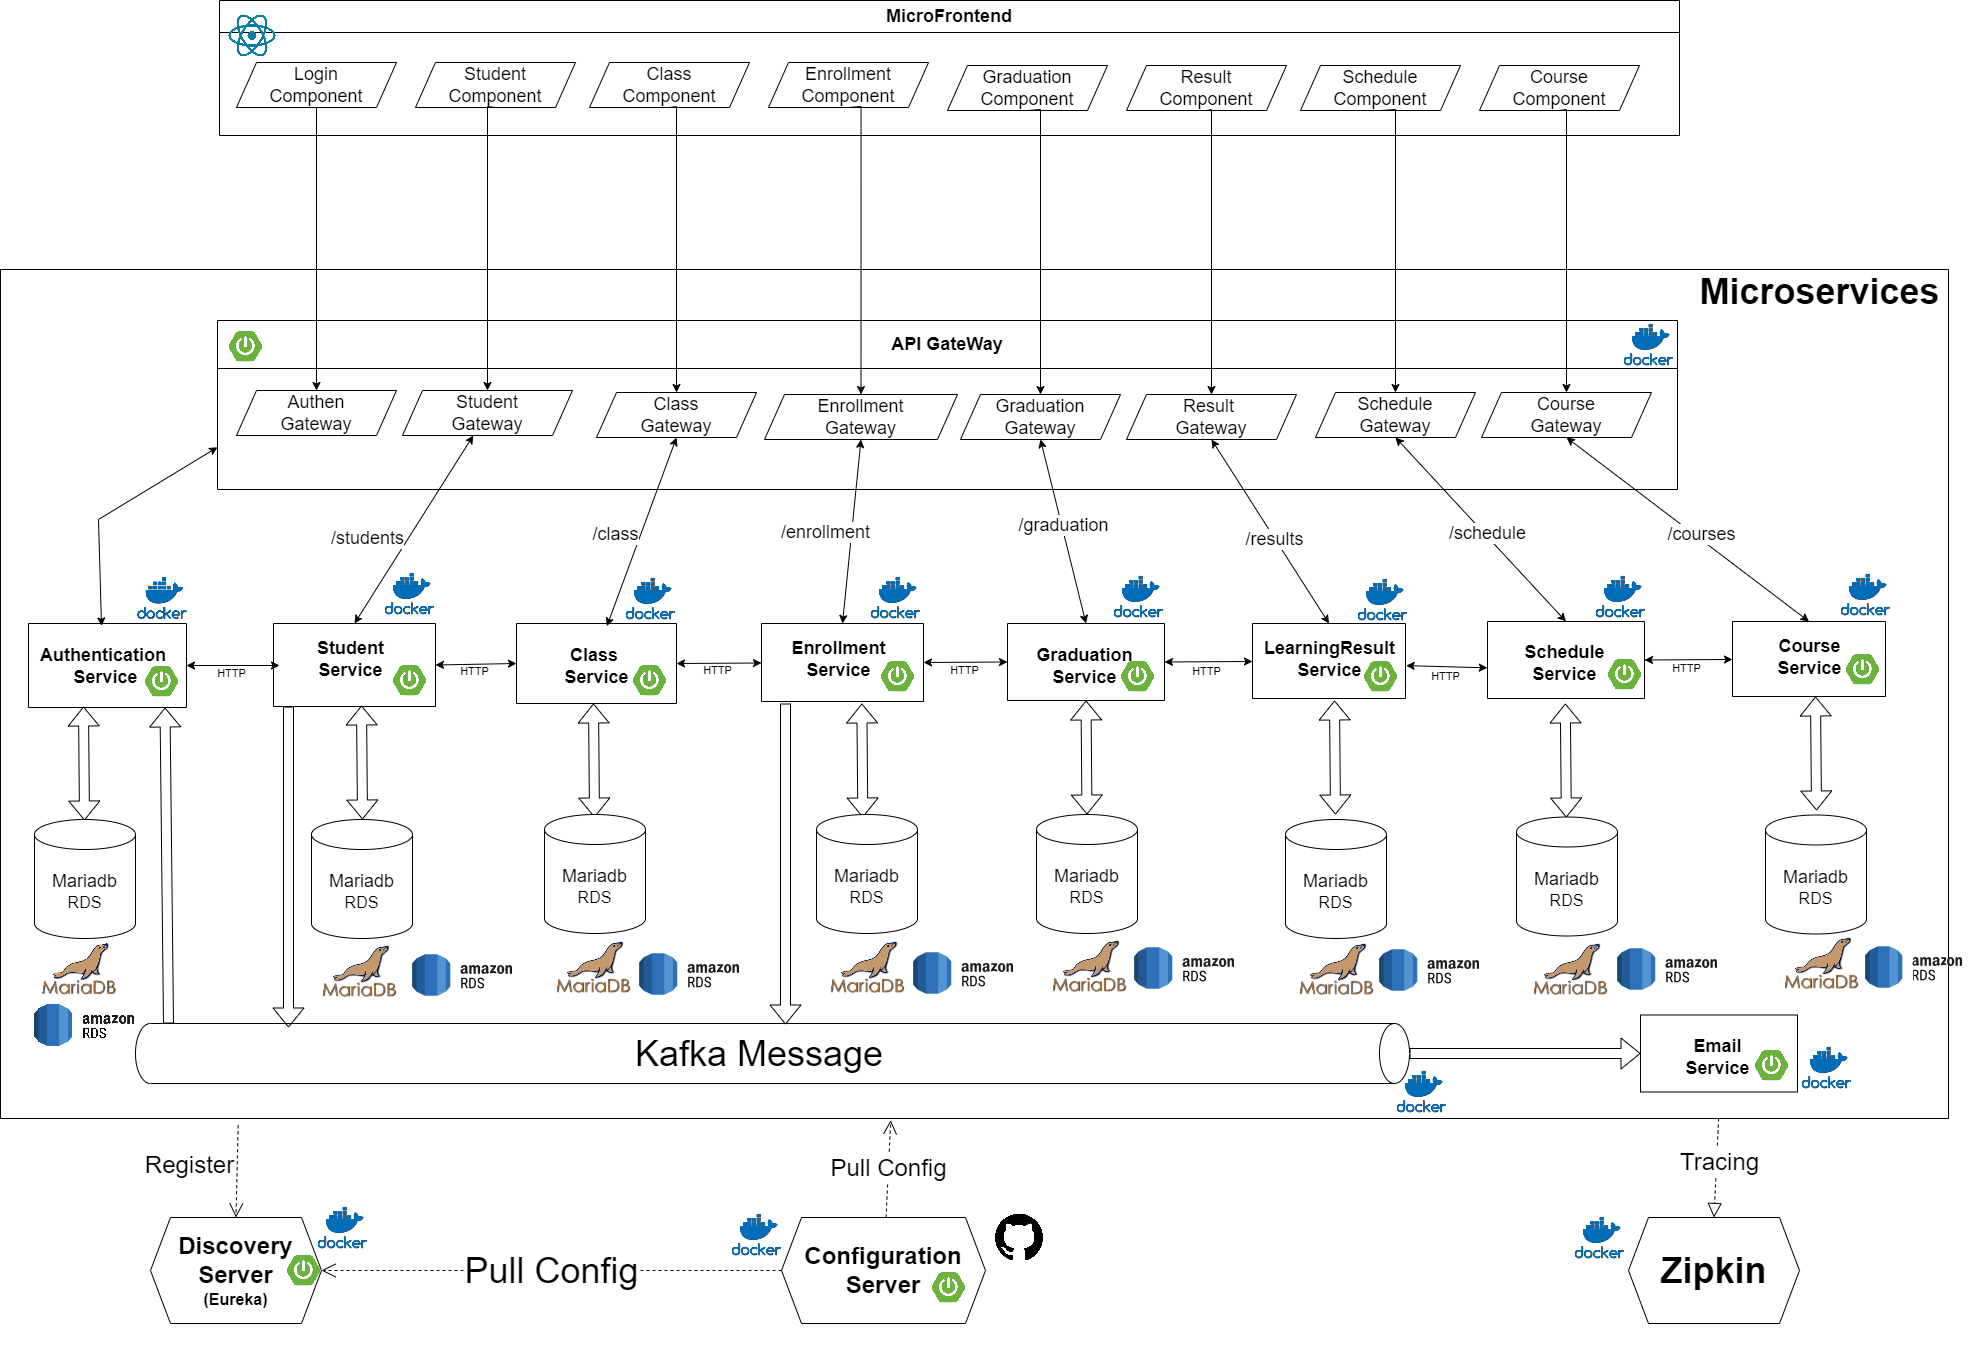 MicroFrontend
Login
Component
Student
Component
Class
Component
Enrollment
Component
Graduation
Component
Result
Component
Schedule
Component
Course
Component
Microservices
API GateWay
docker
Authen
Gateway
Student
Gateway
Class
Gateway
Enrollment
Gateway
Graduation
Gateway
Result
Gateway
Schedule
Gateway
Course
Gateway
/students
/class
/enrollment
/graduation
/results
/schedule
/courses
docker
docker
docker
docker
docker
docker
docker
docker
Authentication
Service
HTTP
Student
Service
HTTP
Class
Service
HTTP
Enrollment
Service
HTTP
Graduation
Service
HTTP
LearningResult
Service
HTTP
Schedule
Service
HTTP
Course
Service
Mariadb
RDS
Mariadb
RDS
Mariadb
RDS
Mariadb
RDS
Mariadb
RDS
Mariadb
RDS
Mariadb
RDS
Mariadb
RDS
MariaDB
amazon
RDS
MariaDB
amazon
RDS
MariaDB
amazon
RDS
MariaDB
amazon
RDS
MariaDB
amazon
RDS
MariaDB
amazon
RDS
MariaDB
amazon
RDS
MariaDB
amazon
RDS
Kafka Message
docker
Email
Service
docker
Register
Pull Config
Tracing
Discovery
Server
(Eureka)
docker
Pull Config
docker
Configuration
Server
docker
Zipkin